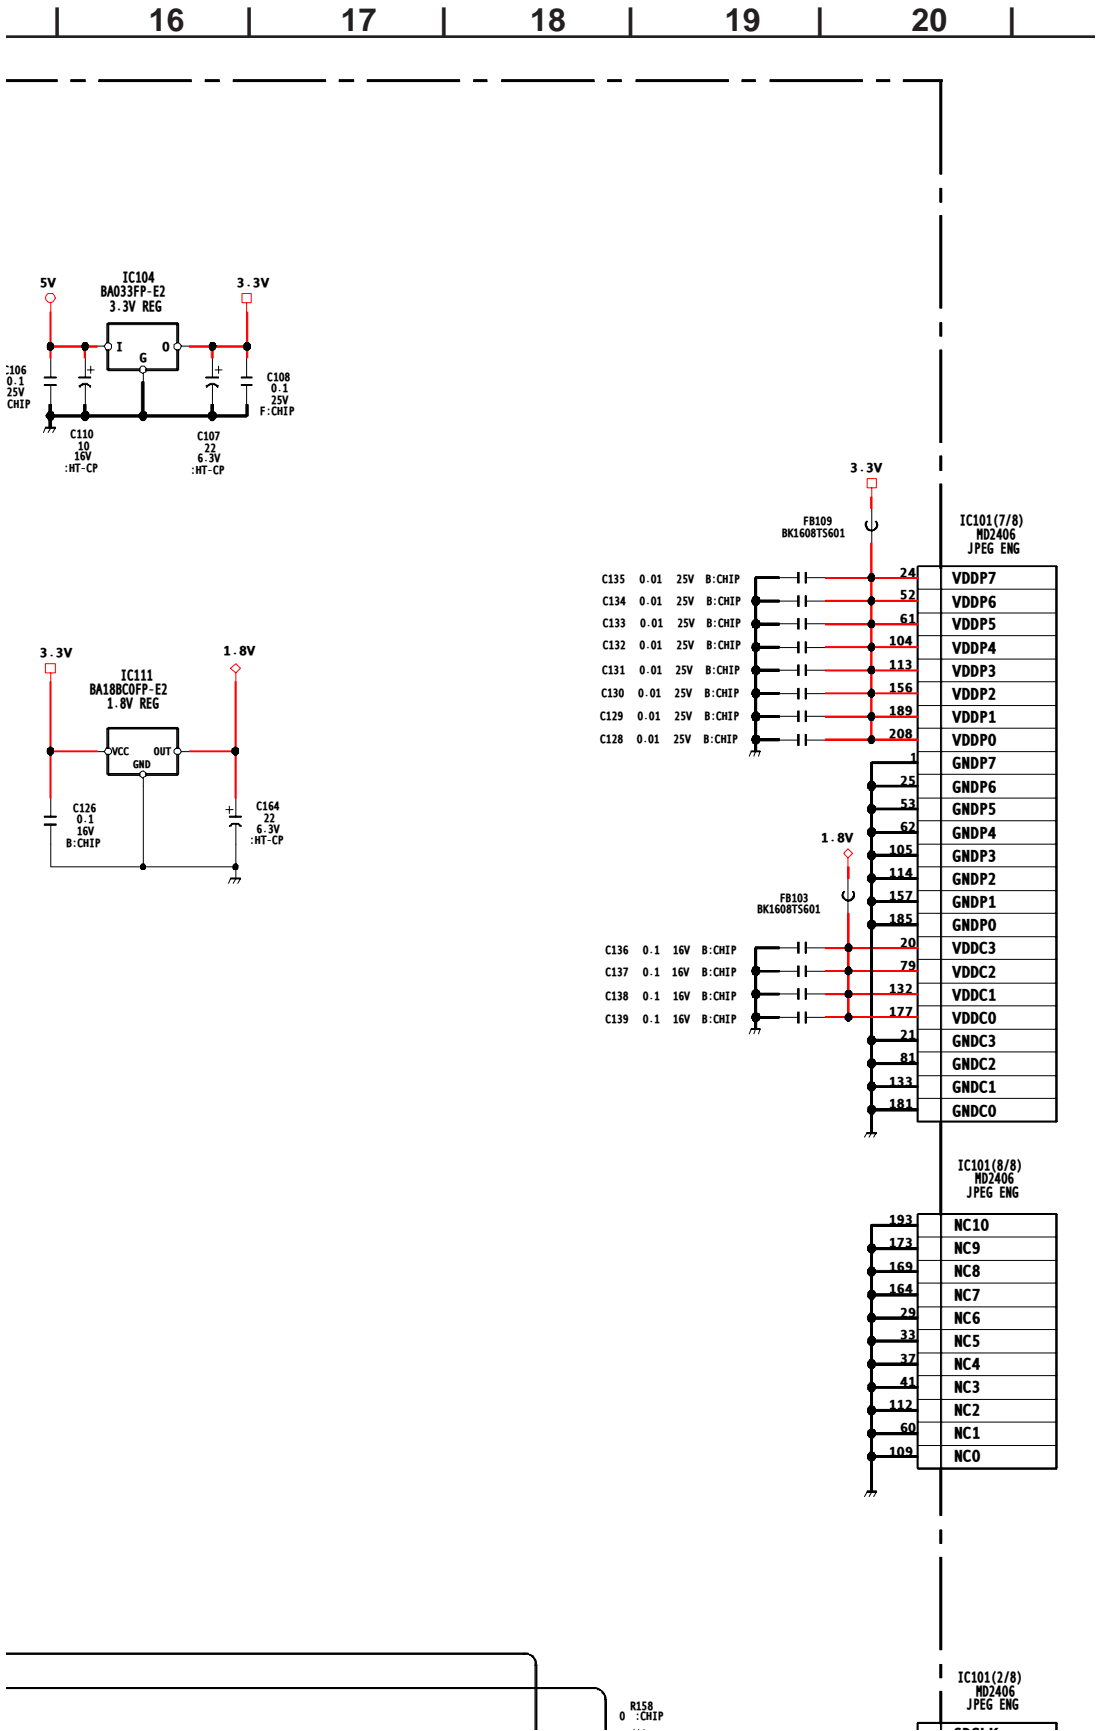 16 17 18 19 20
5V
IC104
BA033FP-E2
3.3V REG
3.3V
I
O
G
C106
0.1
25V
CHIP
C108
0.1
25V
F:CHIP
C110
10
16V
:HT-CP
C107
22
6.3V
:HT-CP
3.3V
IC111
BA18BC0FP-E2
1.8V REG
1.8V
VCC
OUT
GND
C126
0.1
16V
B:CHIP
C164
22
6.3V
:HT-CP
3.3V
FB109
BK1608TS601
IC101(7/8)
MD2406
JPEG ENG
C135 0.01 25V B:CHIP 24 VDDP7
C134 0.01 25V B:CHIP 52 VDDP6
C133 0.01 25V B:CHIP 61 VDDP5
C132 0.01 25V B:CHIP 104 VDDP4
C131 0.01 25V B:CHIP 113 VDDP3
C130 0.01 25V B:CHIP 156 VDDP2
C129 0.01 25V B:CHIP 189 VDDP1
C128 0.01 25V B:CHIP 208 VDDP0
1 GNDP7
25 GNDP6
53 GNDP5
62 GNDP4
1.8V
105 GNDP3
114 GNDP2
FB103
BK1608TS601
157 GNDP1
185 GNDP0
C136 0.1 16V B:CHIP 20 VDDC3
C137 0.1 16V B:CHIP 79 VDDC2
C138 0.1 16V B:CHIP 132 VDDC1
C139 0.1 16V B:CHIP 177 VDDC0
21 GNDC3
81 GNDC2
133 GNDC1
181 GNDC0
IC101(8/8)
MD2406
JPEG ENG
193 NC10
173 NC9
169 NC8
164 NC7
29 NC6
33 NC5
37 NC4
41 NC3
112 NC2
60 NC1
109 NC0
IC101(2/8)
MD2406
JPEG ENG
R158
0 :CHIP